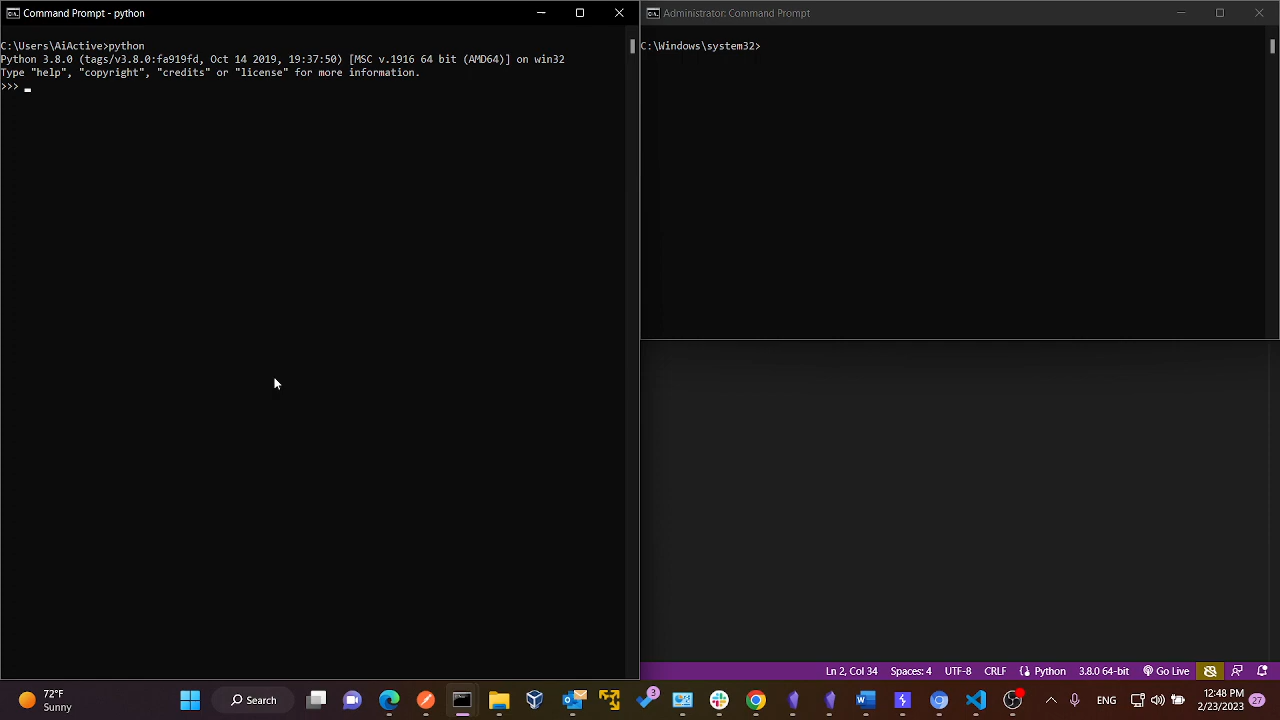 Command Prompt - python
C:\Users\AiActive>python
Python 3.8.0 (tags/v3.8.0:fa919fd, Oct 14 2019, 19:37:50) [MSC v.1916 64 bit (AMD64)] on win32
Type "help", "copyright", "credits" or "license" for more information.
>>>
Administrator: Command Prompt
C:\Windows\system32>
Ln 2, Col 34 Spaces: 4 UTF-8 CRLF Python 3.8.0 64-bit Go Live
72°F
Sunny
Search
3
ENG
12:48 PM
2/23/2023
27